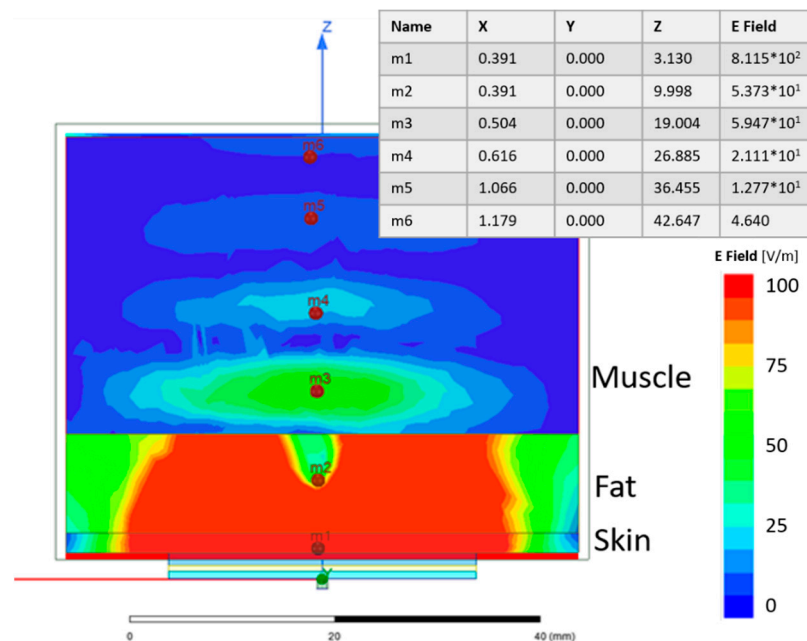 Z
Name X Y Z E Field
m1 0.391 0.000 3.130 8.115*10²
m2 0.391 0.000 9.998 5.373*10¹
m3 0.504 0.000 19.004 5.947*10¹
m4 0.616 0.000 26.885 2.111*10¹
m5 1.066 0.000 36.455 1.277*10¹
m6 1.179 0.000 42.647 4.640
m6
m5
E Field [V/m]
100
m4
75
m3
Muscle
50
m2
Fat
25
m1
Skin
0
Y
0 20 40 (mm)